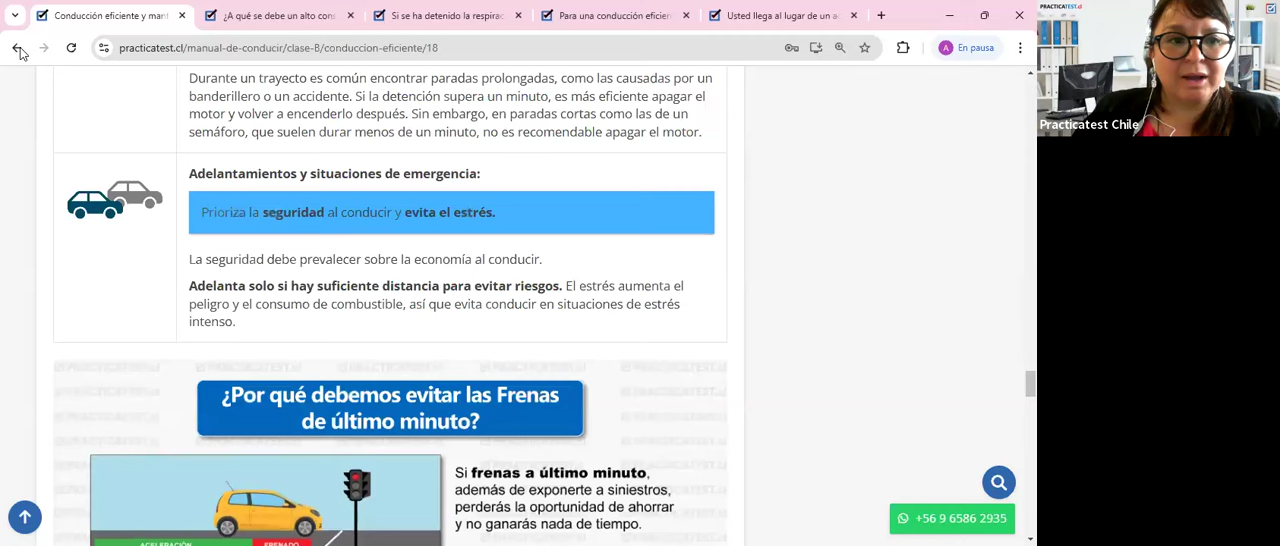 Conducción eficiente y mant
¿A qué se debe un alto cons
Si se ha detenido la respirac
Para una conducción eficien
Usted llega al lugar de un a
practicatest.cl/manual-de-conducir/clase-B/conduccion-eficiente/18
A
En pausa
PRACTICATEST.cl
Practicatest Chile
Durante un trayecto es común encontrar paradas prolongadas, como las causadas por un
banderillero o un accidente. Si la detención supera un minuto, es más eficiente apagar el
motor y volver a encenderlo después. Sin embargo, en paradas cortas como las de un
semáforo, que suelen durar menos de un minuto, no es recomendable apagar el motor.
Adelantamientos y situaciones de emergencia:
Prioriza la seguridad al conducir y evita el estrés.
La seguridad debe prevalecer sobre la economía al conducir.
Adelanta solo si hay suficiente distancia para evitar riesgos. El estrés aumenta el
peligro y el consumo de combustible, así que evita conducir en situaciones de estrés
intenso.
¿Por qué debemos evitar las Frenas
de último minuto?
Si frenas a último minuto,
además de exponerte a siniestros,
perderás la oportunidad de ahorrar
y no ganarás nada de tiempo.
ACELERACIÓN
FRENADO
+56 9 6586 2935